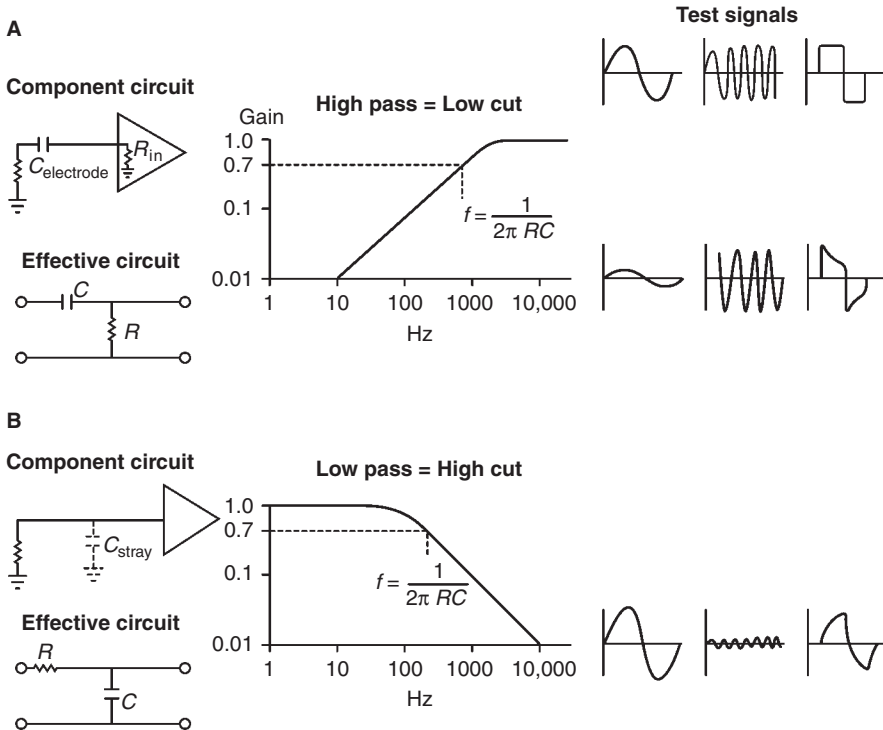 Test signals
A
Component circuit
C electrode
R in
High pass = Low cut
Gain
1.0
0.7
0.1
0.01
f = 1 / 2π RC
1 10 100 1000 10,000
Hz
Effective circuit
C
R
B
Component circuit
C stray
Low pass = High cut
1.0
0.7
0.1
0.01
f = 1 / 2π RC
1 10 100 1000 10,000
Hz
Effective circuit
R
C